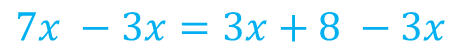 7x − 3x = 3x + 8 − 3x